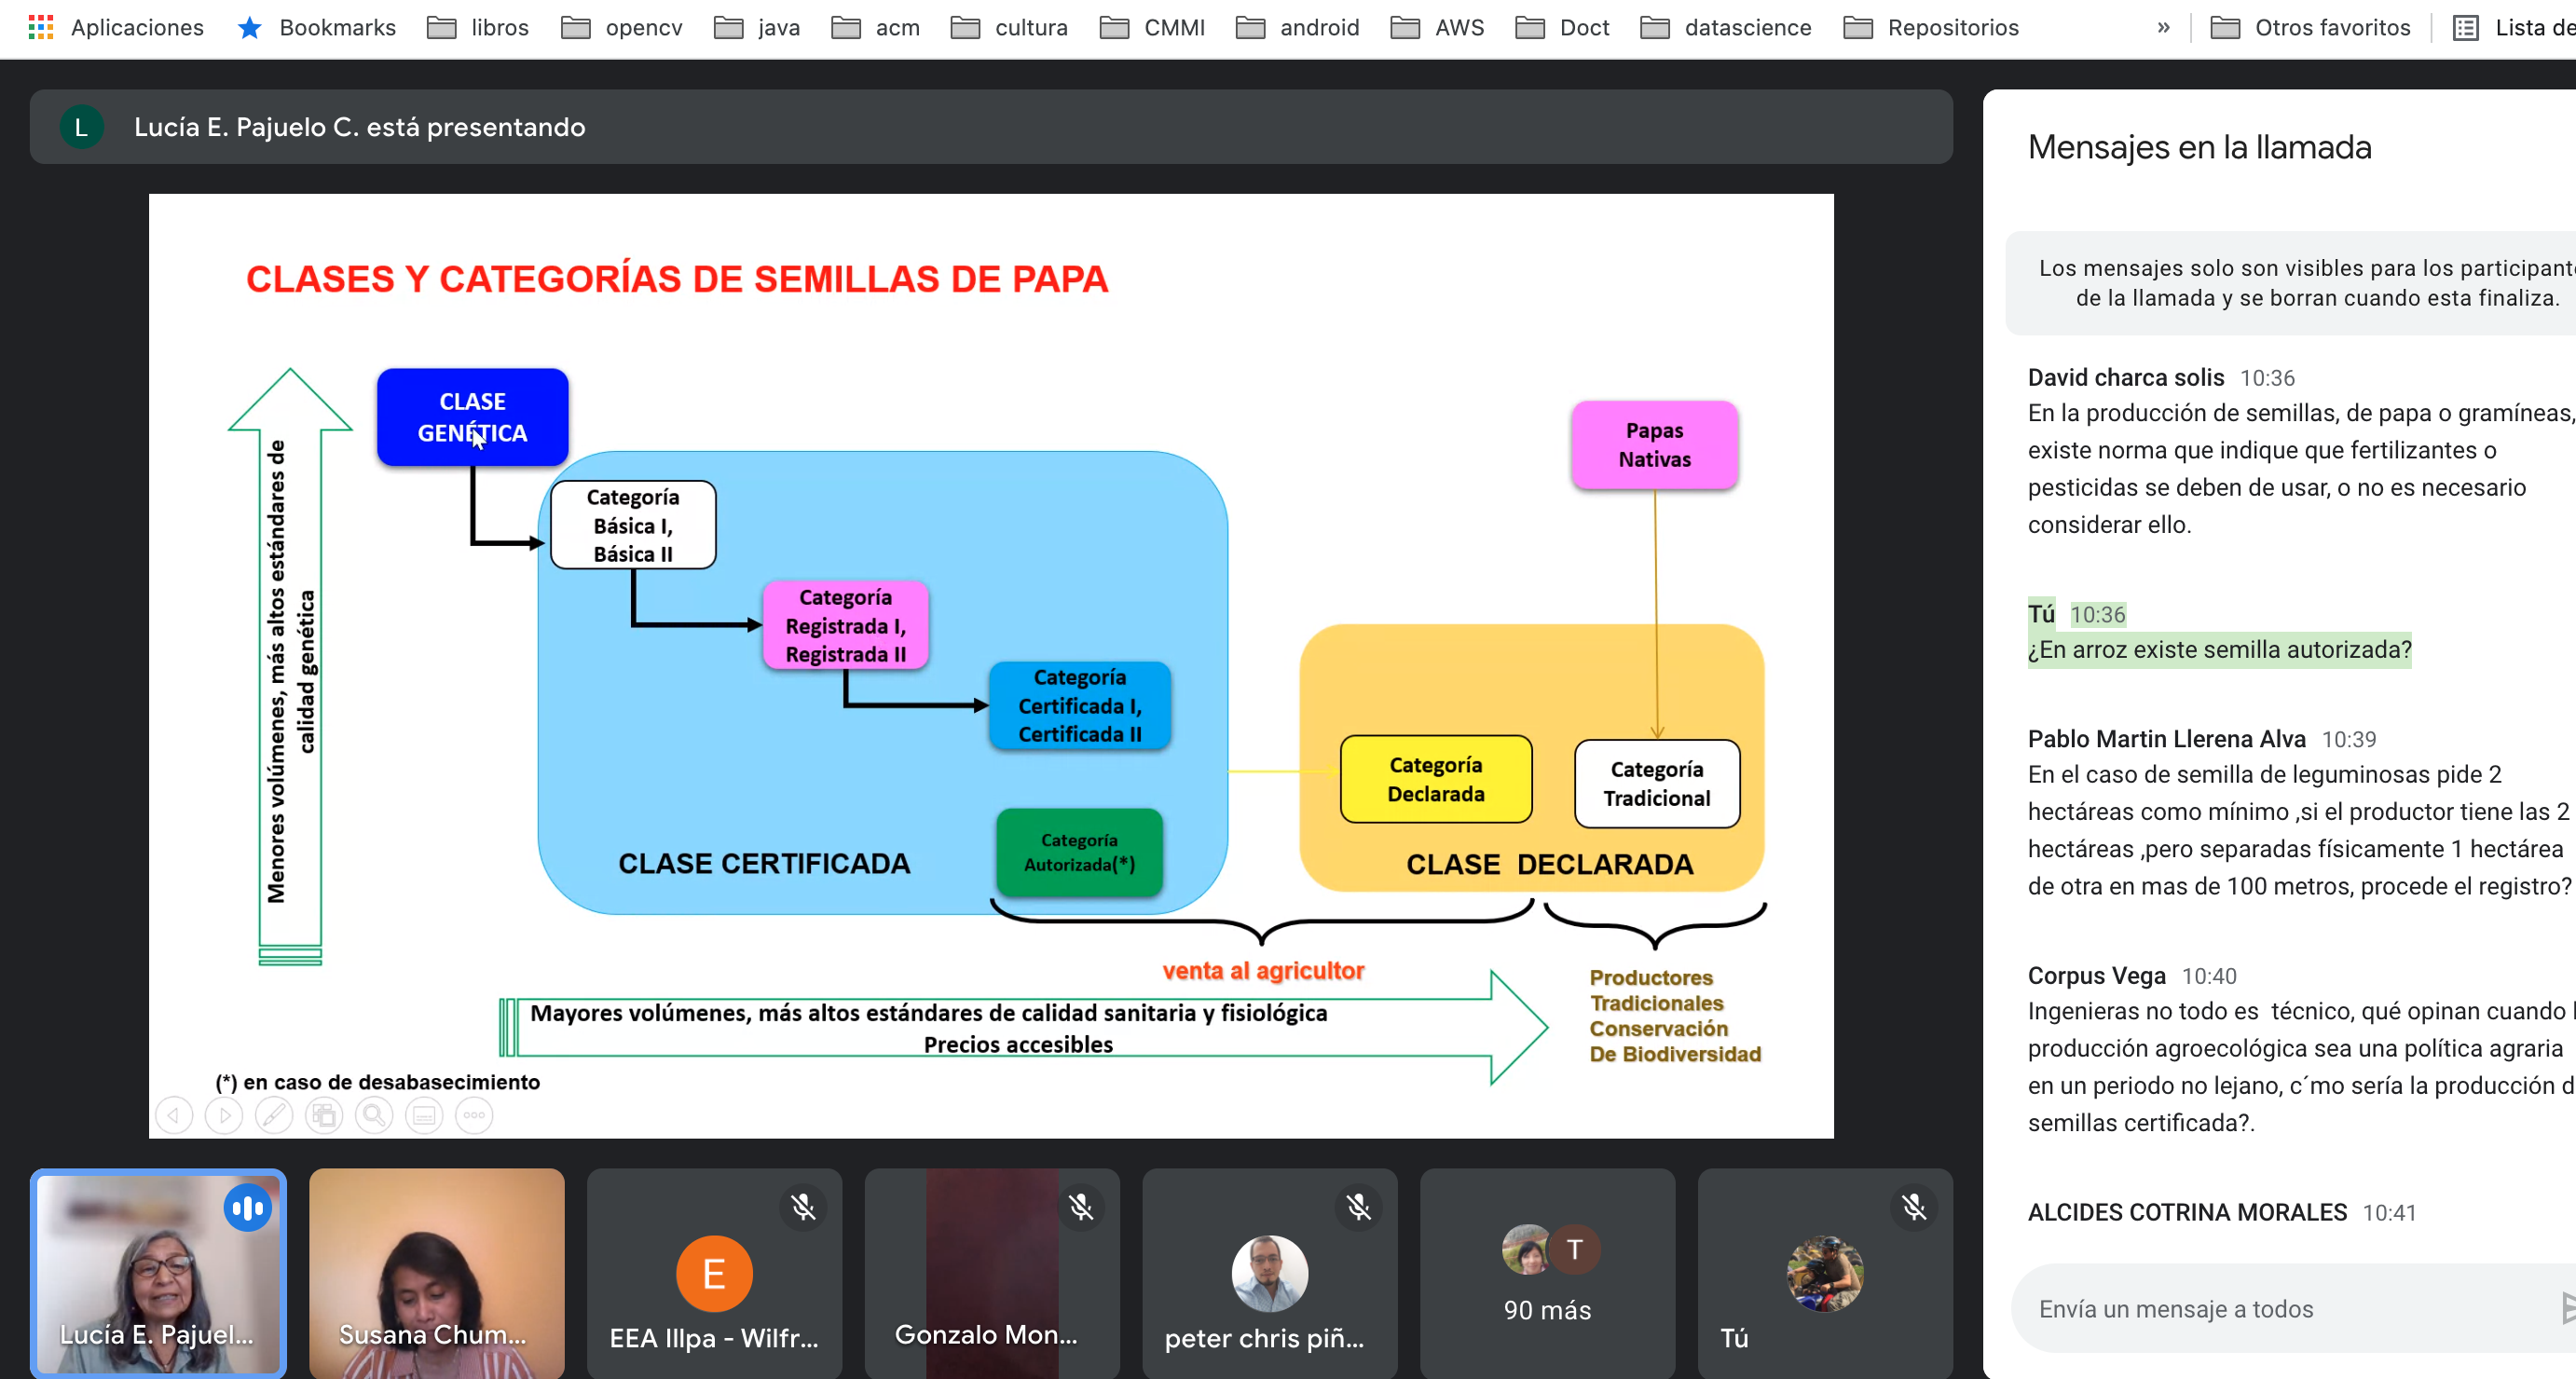 Aplicaciones Bookmarks libros opencv java acm cultura CMMI android AWS Doct datascience Repositorios » Otros favoritos Lista de
L Lucía E. Pajuelo C. está presentando
CLASES Y CATEGORÍAS DE SEMILLAS DE PAPA
Menores volúmenes, más altos estándares de
calidad genética
CLASE
GENÉTICA
Categoría
Básica I,
Básica II
Categoría
Registrada I,
Registrada II
Categoría
Certificada I,
Certificada II
Categoría
Autorizada(*)
CLASE CERTIFICADA
Papas
Nativas
Categoría
Declarada
Categoría
Tradicional
CLASE DECLARADA
venta al agricultor
Productores
Tradicionales
Conservación
De Biodiversidad
Mayores volúmenes, más altos estándares de calidad sanitaria y fisiológica
Precios accesibles
(*) en caso de desabasecimiento
Lucía E. Pajuel...
Susana Chum...
E
EEA Illpa - Wilfr...
Gonzalo Mon...
peter chris piñ...
T
90 más
Tú
Mensajes en la llamada
Los mensajes solo son visibles para los participant
de la llamada y se borran cuando esta finaliza.
David charca solis 10:36
En la producción de semillas, de papa o gramíneas,
existe norma que indique que fertilizantes o
pesticidas se deben de usar, o no es necesario
considerar ello.
Tú 10:36
¿En arroz existe semilla autorizada?
Pablo Martin Llerena Alva 10:39
En el caso de semilla de leguminosas pide 2
hectáreas como mínimo ,si el productor tiene las 2
hectáreas ,pero separadas físicamente 1 hectárea
de otra en mas de 100 metros, procede el registro?
Corpus Vega 10:40
Ingenieras no todo es técnico, qué opinan cuando
producción agroecológica sea una política agraria
en un periodo no lejano, c´mo sería la producción d
semillas certificada?.
ALCIDES COTRINA MORALES 10:41
Envía un mensaje a todos